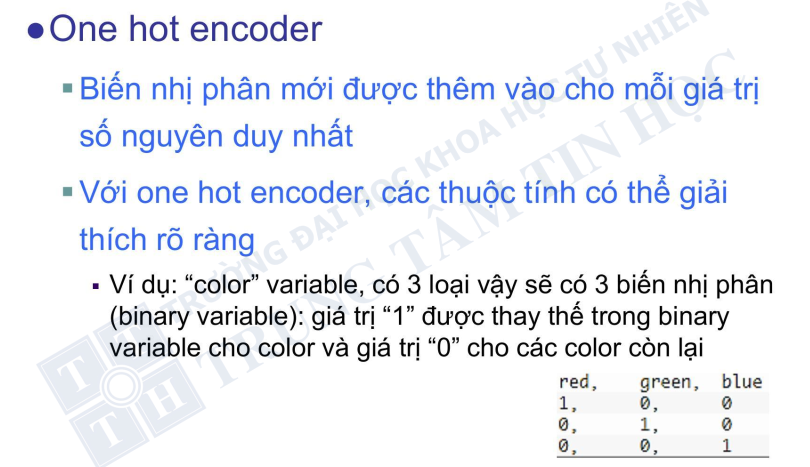 ●One hot encoder
▪Biến nhị phân mới được thêm vào cho mỗi giá trị
số nguyên duy nhất
▪Với one hot encoder, các thuộc tính có thể giải
thích rõ ràng
▪ Ví dụ: “color” variable, có 3 loại vậy sẽ có 3 biến nhị phân
(binary variable): giá trị “1” được thay thế trong binary
variable cho color và giá trị “0” cho các color còn lại
red, green, blue
1, 0, 0
0, 1, 0
0, 0, 1
TRƯỜNG ĐẠI HỌC KHOA HỌC TỰ NHIÊN
TRUNG TÂM TIN HỌC
T T
T H